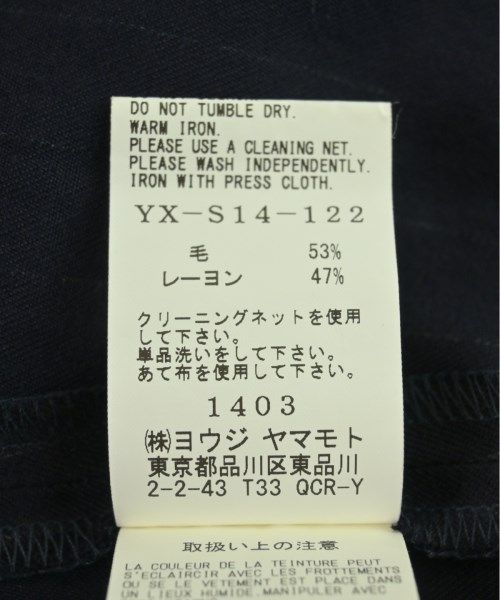 DO NOT TUMBLE DRY.
WARM IRON.
PLEASE USE A CLEANING NET.
PLEASE WASH INDEPENDENTLY.
IRON WITH PRESS CLOTH.
YX-S14-122
毛 53%
レーヨン 47%
クリーニングネットを使用
して下さい。
単品洗いをして下さい。
あて布を使用して下さい。
1403
㈱ヨウジ ヤマモト
東京都品川区東品川
2-2-43 T33 QCR-Y
取扱い上の注意
LA COULEUR DE LA TEINTURE PEUT
S'ECLAIRCIR AVEC LES FROTTEMENTS
OU SE LE VETEMENT EST PLACE DANS
UN LIEUX HUMIDE. MANIPULER AVEC